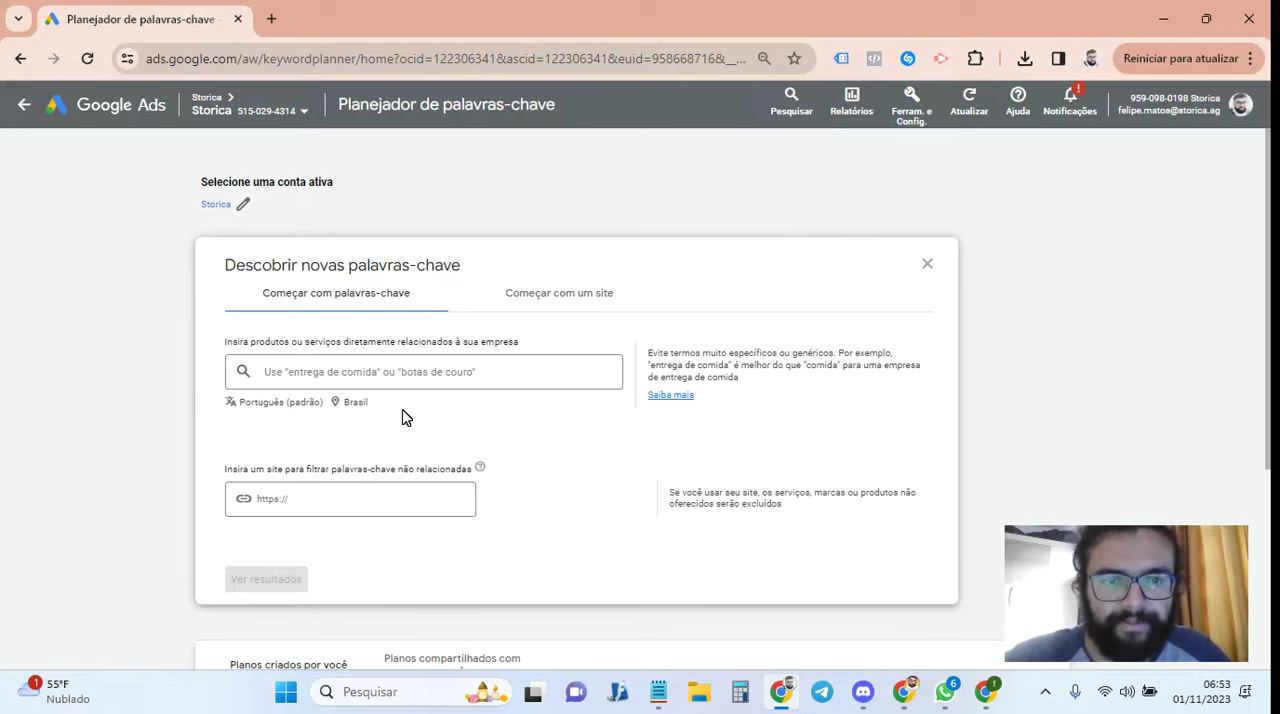 Planejador de palavras-chave
ads.google.com/aw/keywordplanner/home?ocid=122306341&ascid=122306341&euid=958668716&__...
Reiniciar para atualizar
Google Ads
Storica
Storica 515-029-4314
Planejador de palavras-chave
Pesquisar
Relatórios
Ferram. e
Config.
Atualizar
Ajuda
Notificações
959-098-0198 Storica
felipe.matos@storica.ag
Selecione uma conta ativa
Storica
Descobrir novas palavras-chave
Começar com palavras-chave
Começar com um site
Insira produtos ou serviços diretamente relacionados à sua empresa
Use "entrega de comida" ou "botas de couro"
Português (padrão)
Brasil
Evite termos muito específicos ou genéricos. Por exemplo,
"entrega de comida" é melhor do que "comida" para uma empresa
de entrega de comida
Saiba mais
Insira um site para filtrar palavras-chave não relacionadas
https://
Se você usar seu site, os serviços, marcas ou produtos não
oferecidos serão excluídos
Ver resultados
Planos criados por você
Planos compartilhados com
1
55°F
Nublado
Pesquisar
6
06:53
01/11/2023